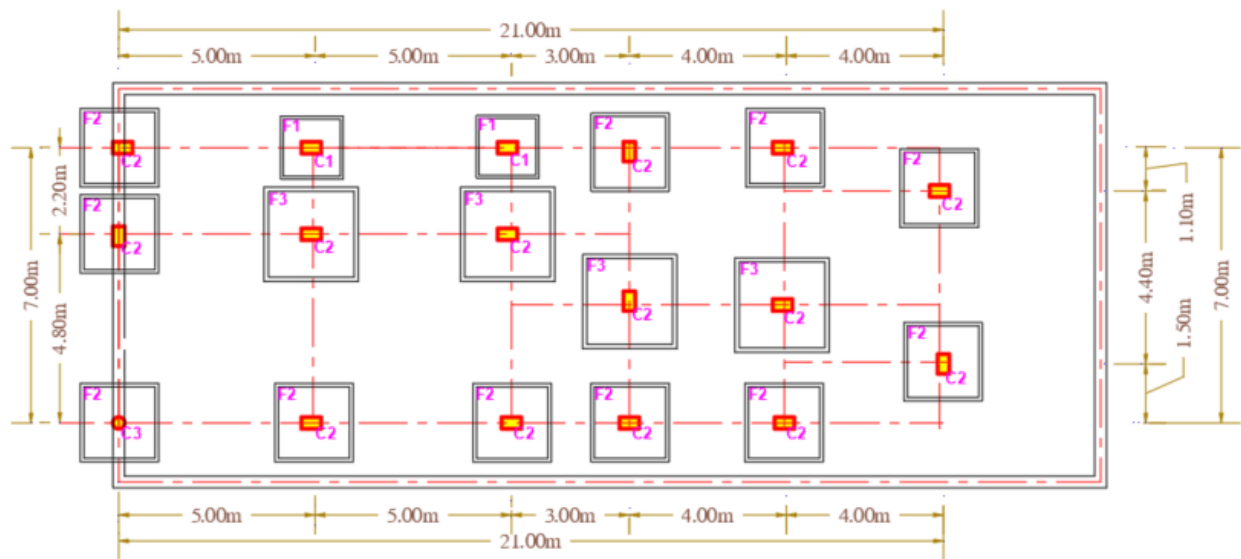 21.00m
5.00m 5.00m 3.00m 4.00m 4.00m
F2 F1 F1 F2 F2
C2 C1 C1 C2 C2
F2
C2
2.20m
1.10m
F2 F3 F3
C2 C2 C2
7.00m
4.40m
7.00m
F3 F3
C2 C2
4.80m
1.50m
F2
C2
F2 F2 F2 F2 F2
C3 C2 C2 C2 C2
5.00m 5.00m 3.00m 4.00m 4.00m
21.00m